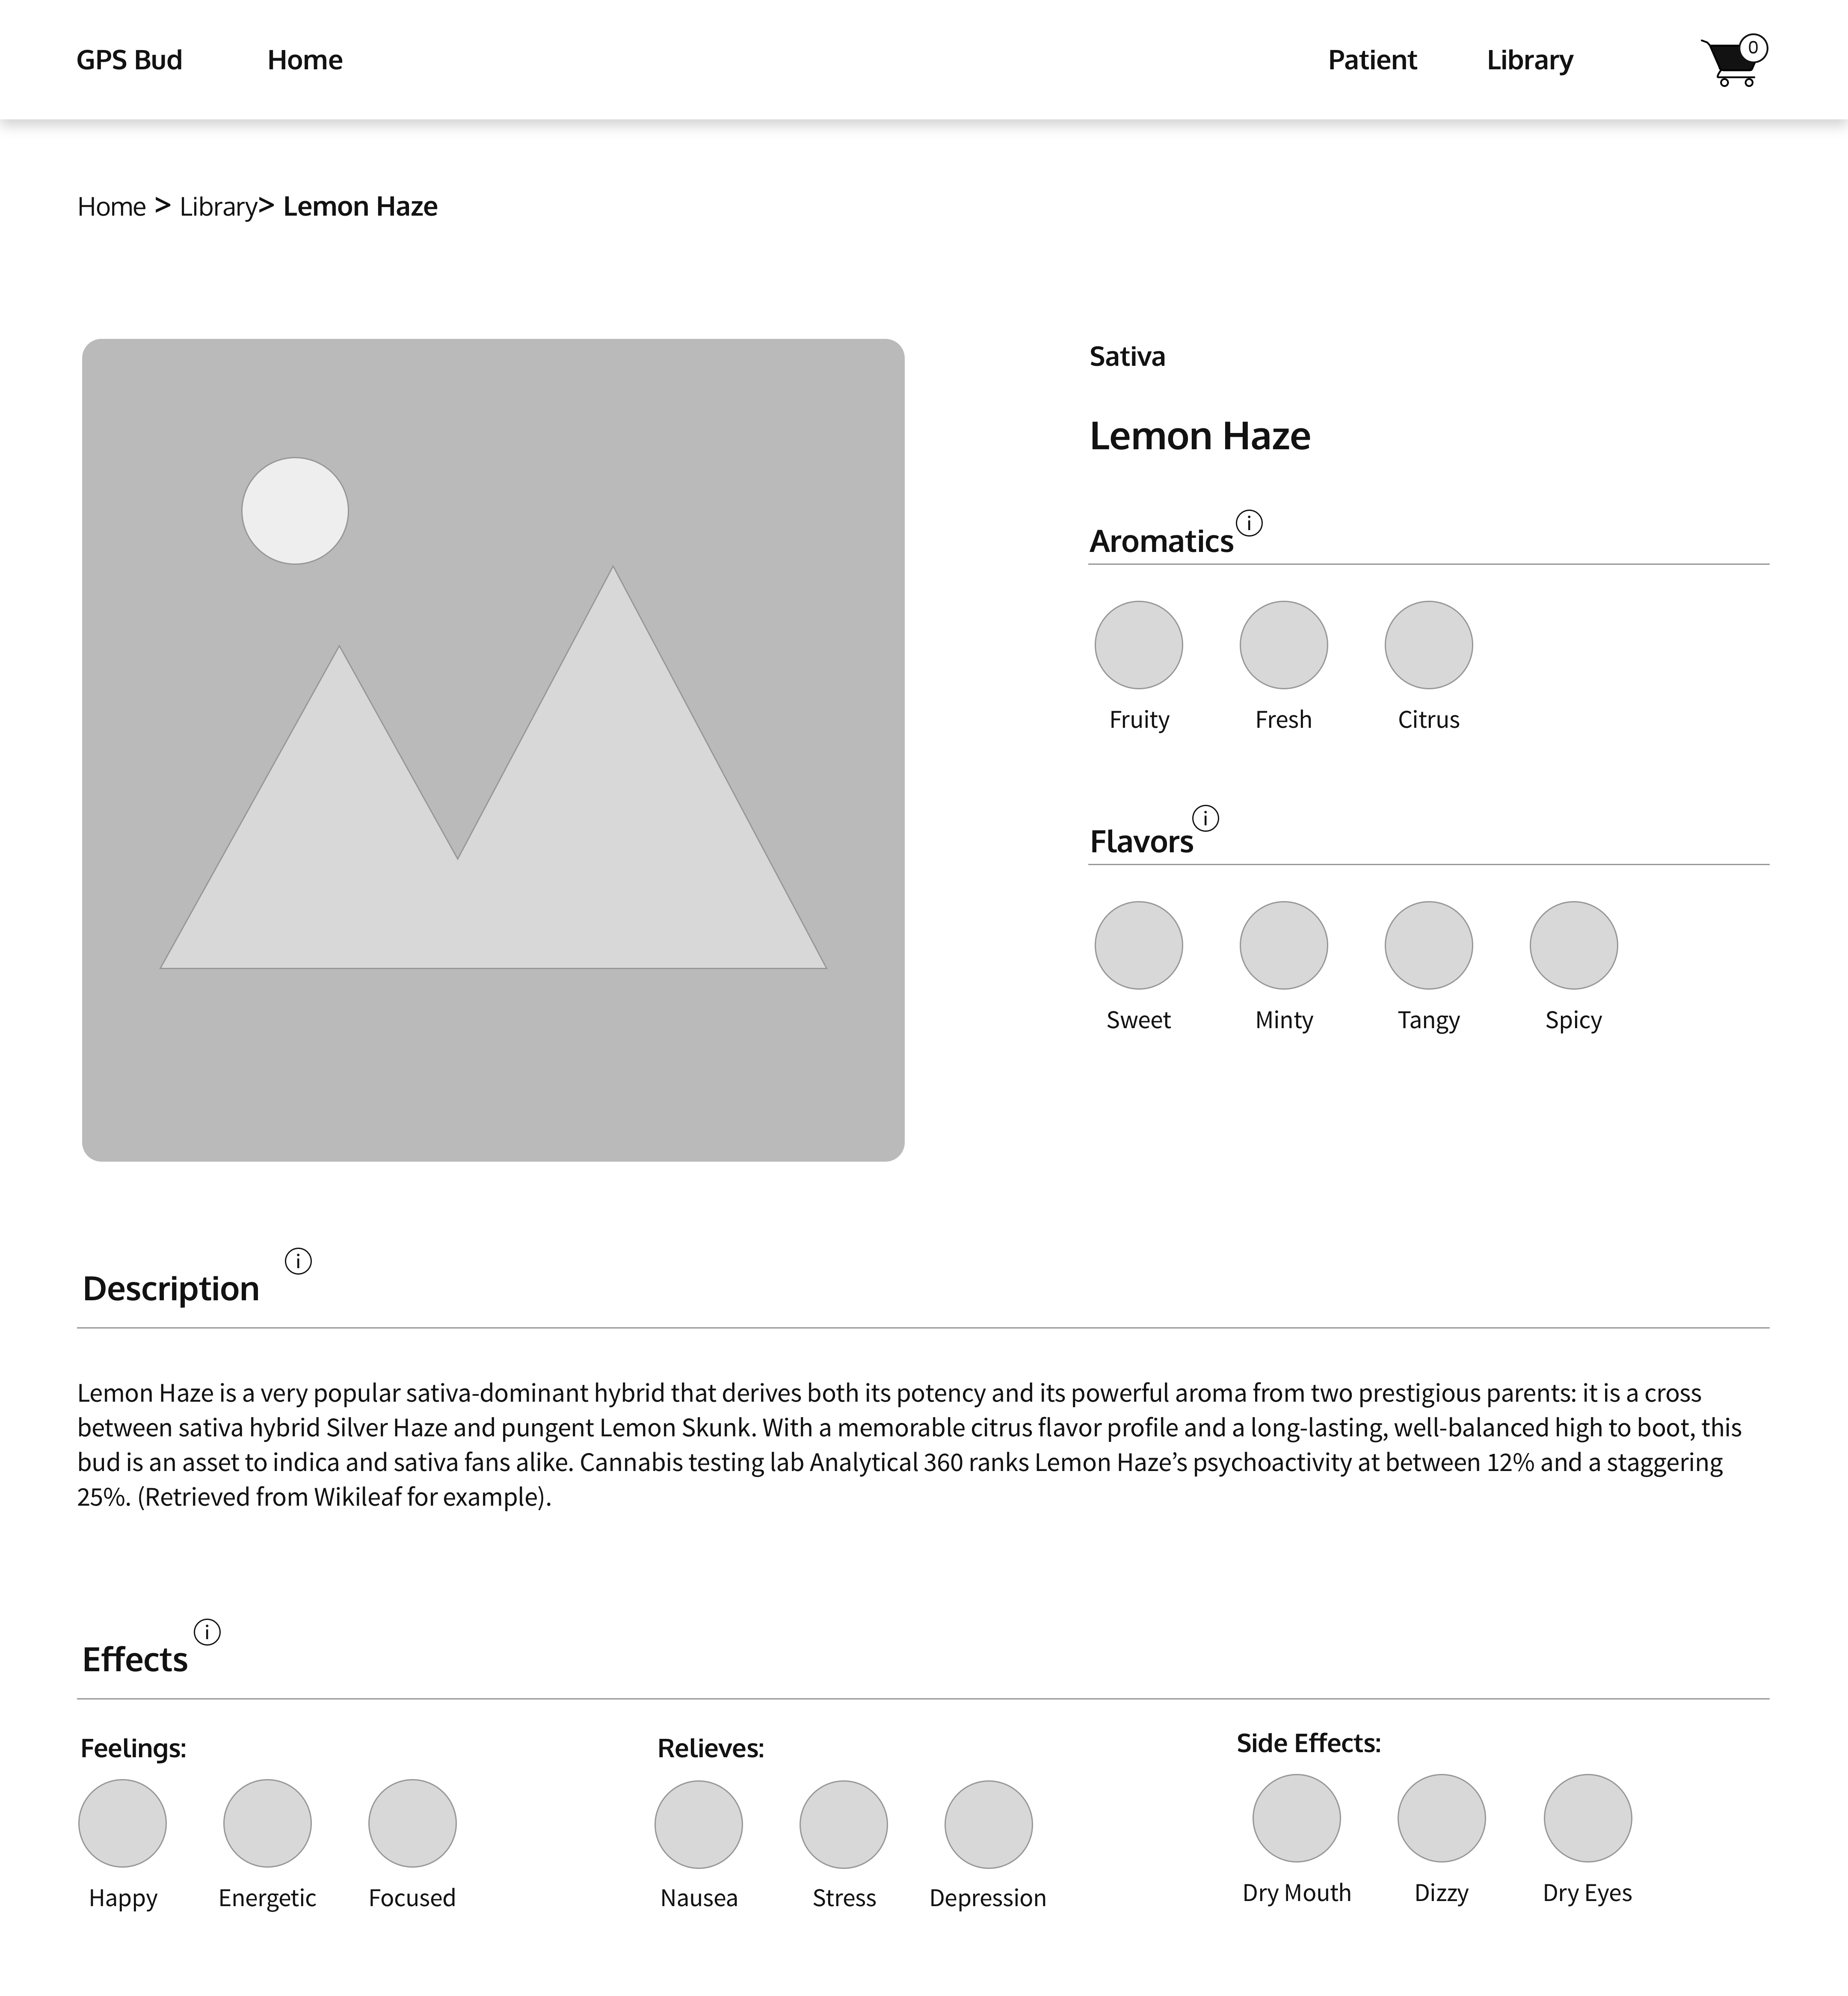 GPS Bud Home Patient Library 0
Home > Library> Lemon Haze
Sativa
Lemon Haze
Aromatics i
Fruity Fresh Citrus
Flavors i
Sweet Minty Tangy Spicy
Description i
Lemon Haze is a very popular sativa-dominant hybrid that derives both its potency and its powerful aroma from two prestigious parents: it is a cross
between sativa hybrid Silver Haze and pungent Lemon Skunk. With a memorable citrus flavor profile and a long-lasting, well-balanced high to boot, this
bud is an asset to indica and sativa fans alike. Cannabis testing lab Analytical 360 ranks Lemon Haze’s psychoactivity at between 12% and a staggering
25%. (Retrieved from Wikileaf for example).
Effects i
Feelings:
Happy Energetic Focused
Relieves:
Nausea Stress Depression
Side Effects:
Dry Mouth Dizzy Dry Eyes